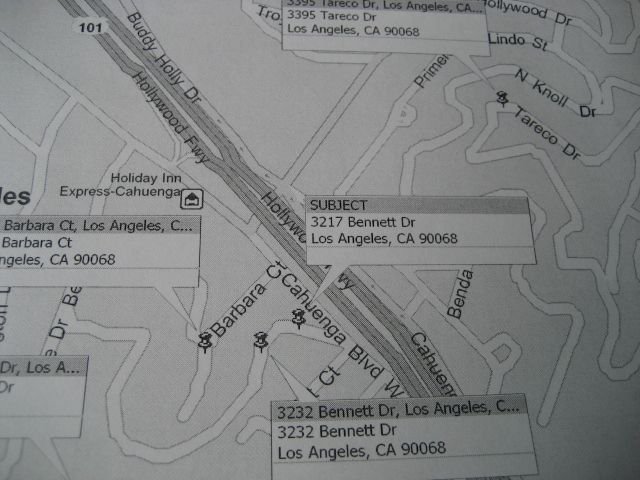 3395 Tareco Dr, Los Angeles, CA...
3395 Tareco Dr
Los Angeles, CA 90068
Hollywood Dr
Lindo St
101
Buddy Holly Dr
Hollywood Fwy
N Knoll Dr
Tareco Dr
Holiday Inn
Express-Cahuenga
SUBJECT
3217 Bennett Dr
Los Angeles, CA 90068
Barbara Ct, Los Angeles, C...
Barbara Ct
ngeles, CA 90068
Barbara Ct
Cahuenga Blvd W
Benda
Cahuen
Dr, Los A...
Dr
Ct
3232 Bennett Dr, Los Angeles, C...
3232 Bennett Dr
Los Angeles, CA 90068